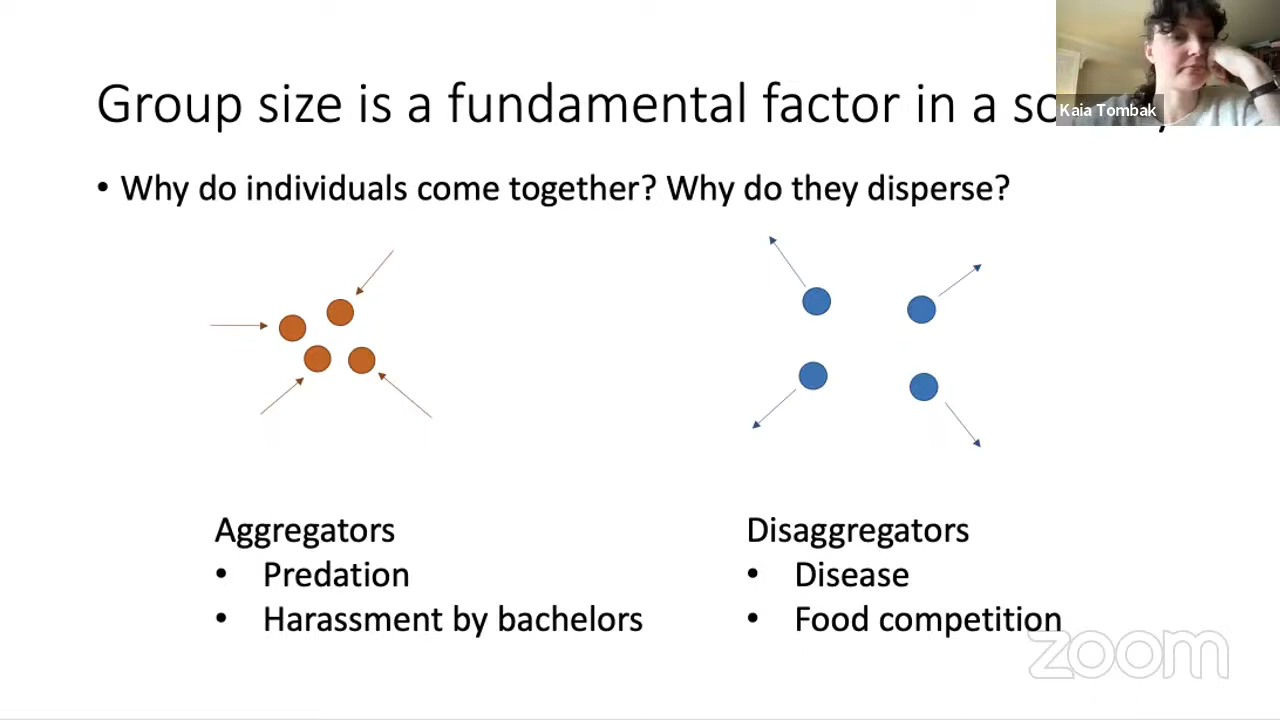 Group size is a fundamental factor in a
Kaia Tombak
• Why do individuals come together? Why do they disperse?
Aggregators
• Predation
• Harassment by bachelors
Disaggregators
• Disease
• Food competition
zoom